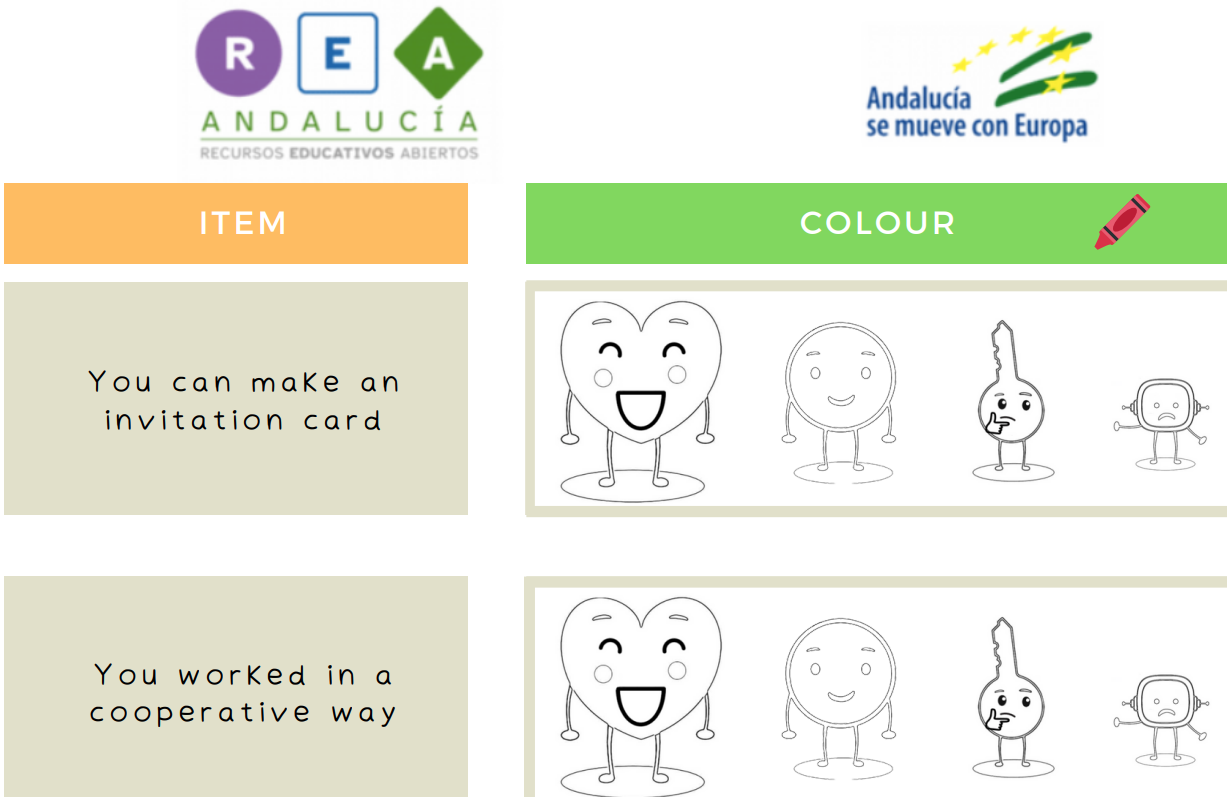 R E A
ANDALUCÍA
RECURSOS EDUCATIVOS ABIERTOS
Andalucía
se mueve con Europa
ITEM
COLOUR
You can make an
invitation card
You worked in a
cooperative way